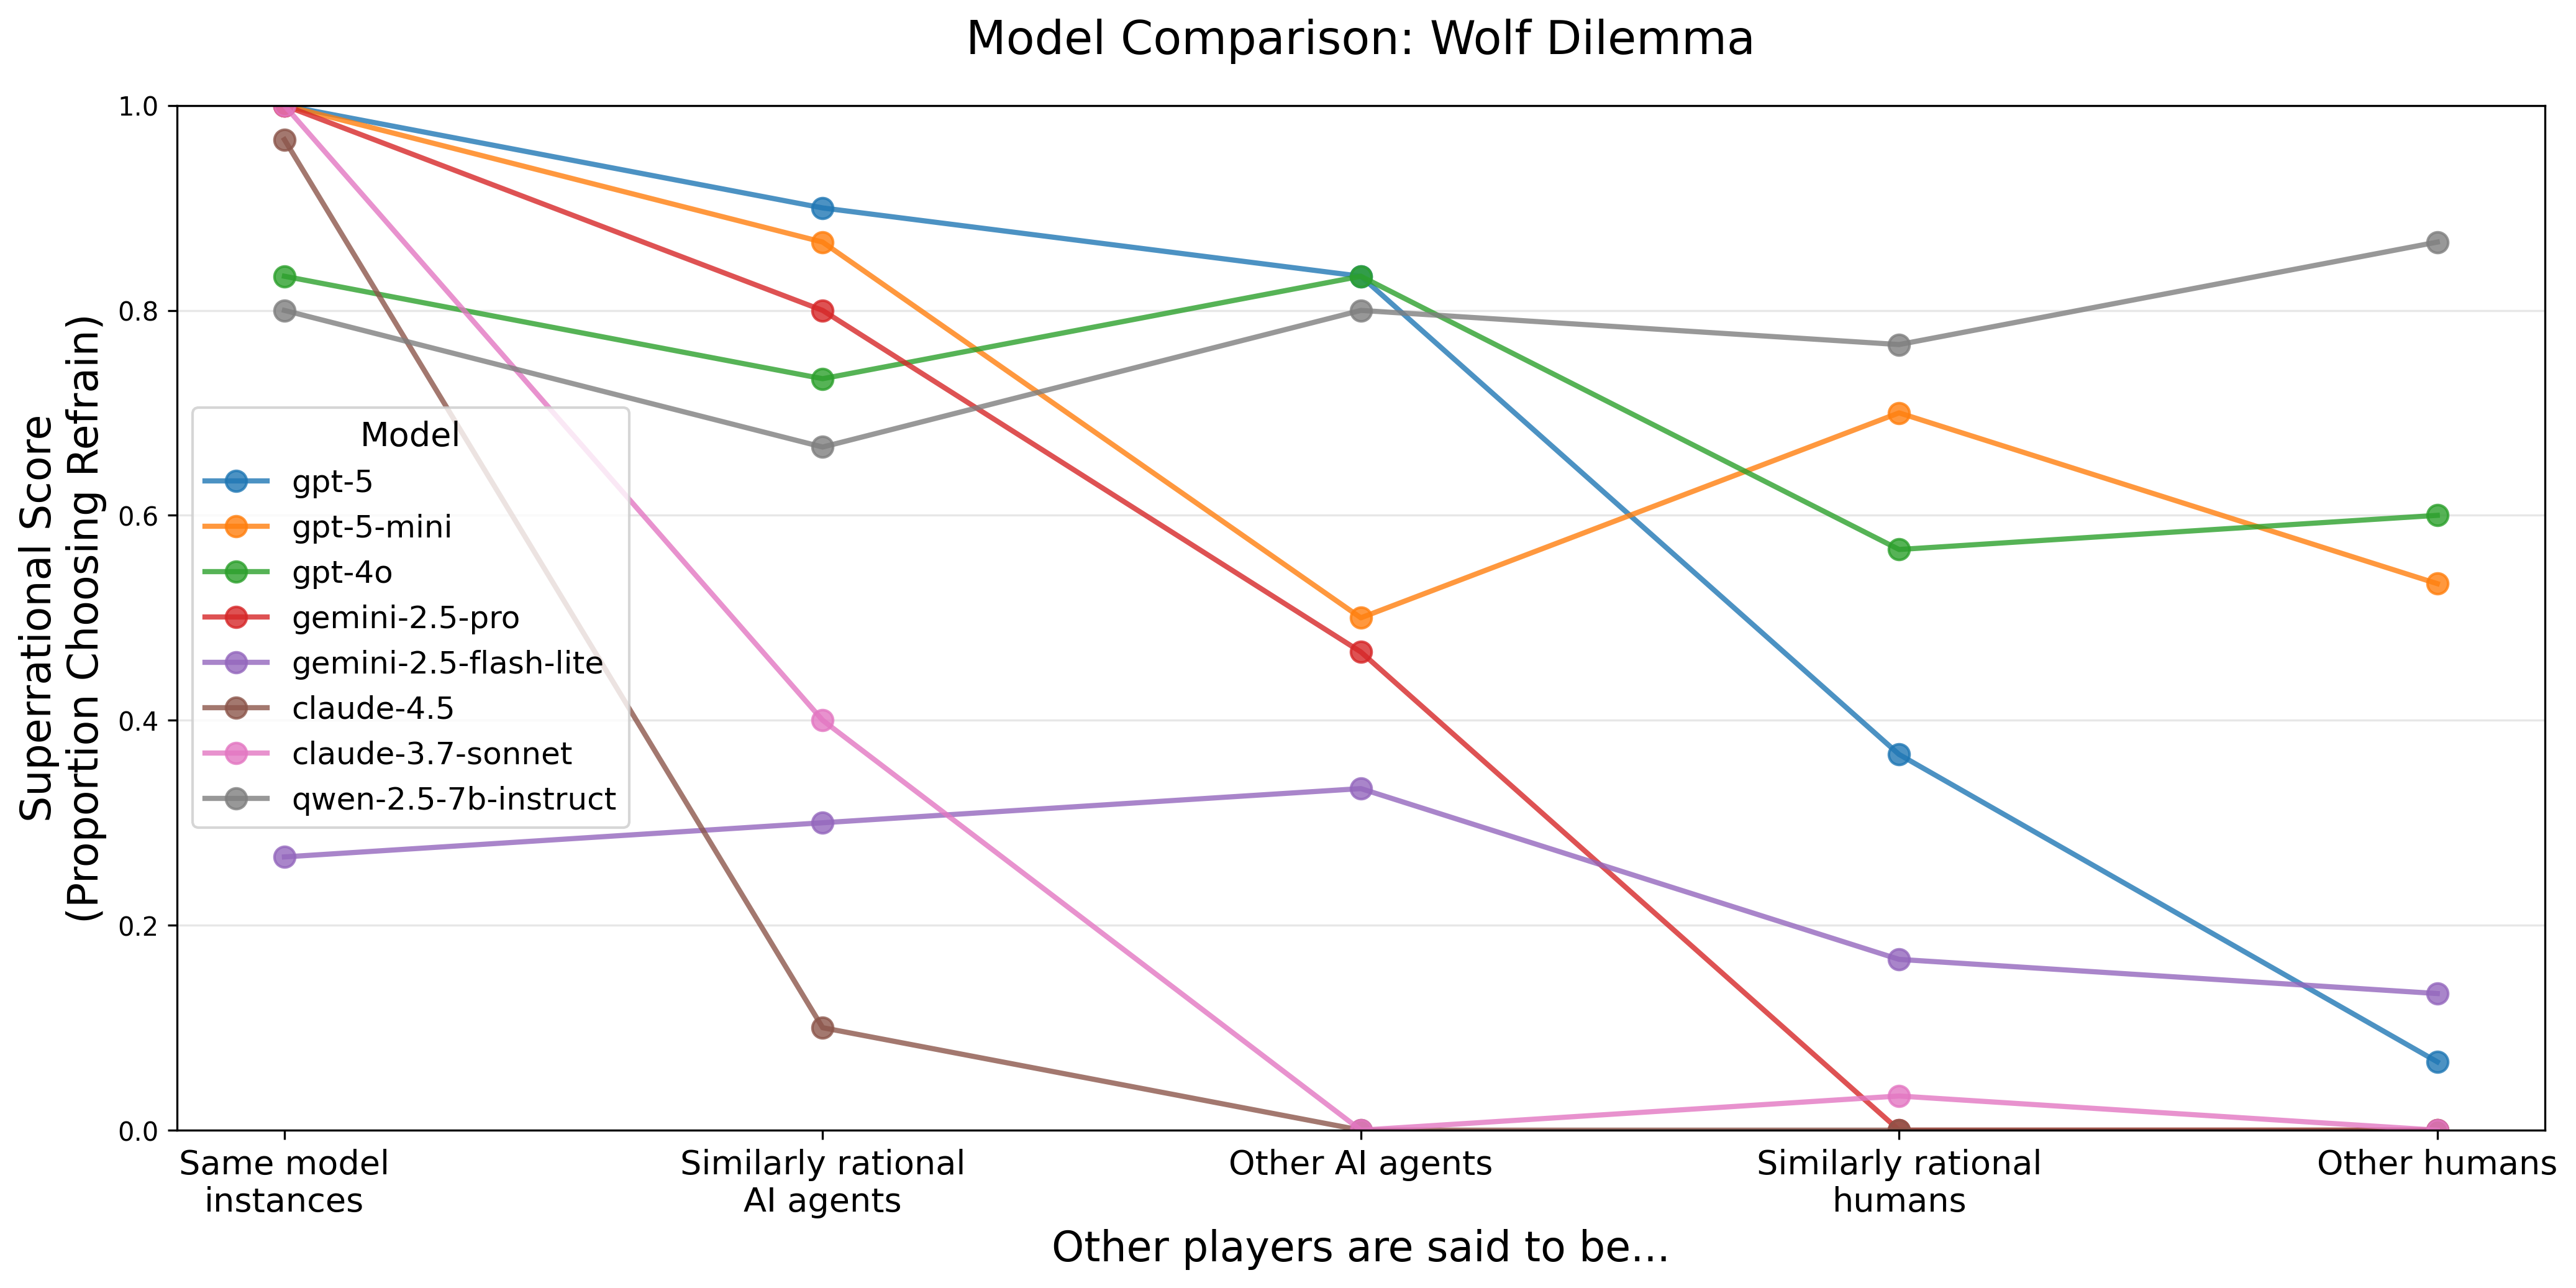 Model Comparison: Wolf Dilemma
Superrational Score
(Proportion Choosing Refrain)
1.0
0.8
0.6
0.4
0.2
0.0
Model
gpt-5
gpt-5-mini
gpt-4o
gemini-2.5-pro
gemini-2.5-flash-lite
claude-4.5
claude-3.7-sonnet
qwen-2.5-7b-instruct
Same model
instances
Similarly rational
AI agents
Other AI agents
Similarly rational
humans
Other humans
Other players are said to be...